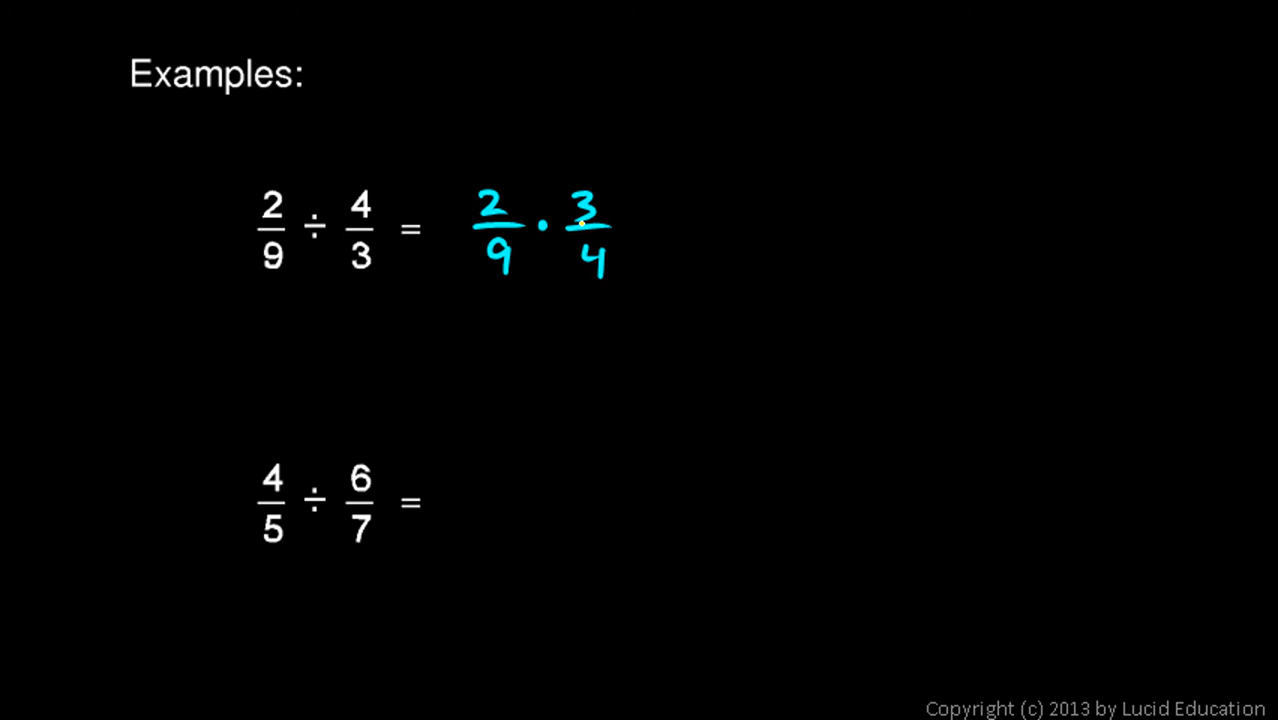 Examples:
2/9 ÷ 4/3 = 2/9 · 3/4
4/5 ÷ 6/7 =
Copyright (c) 2013 by Lucid Education